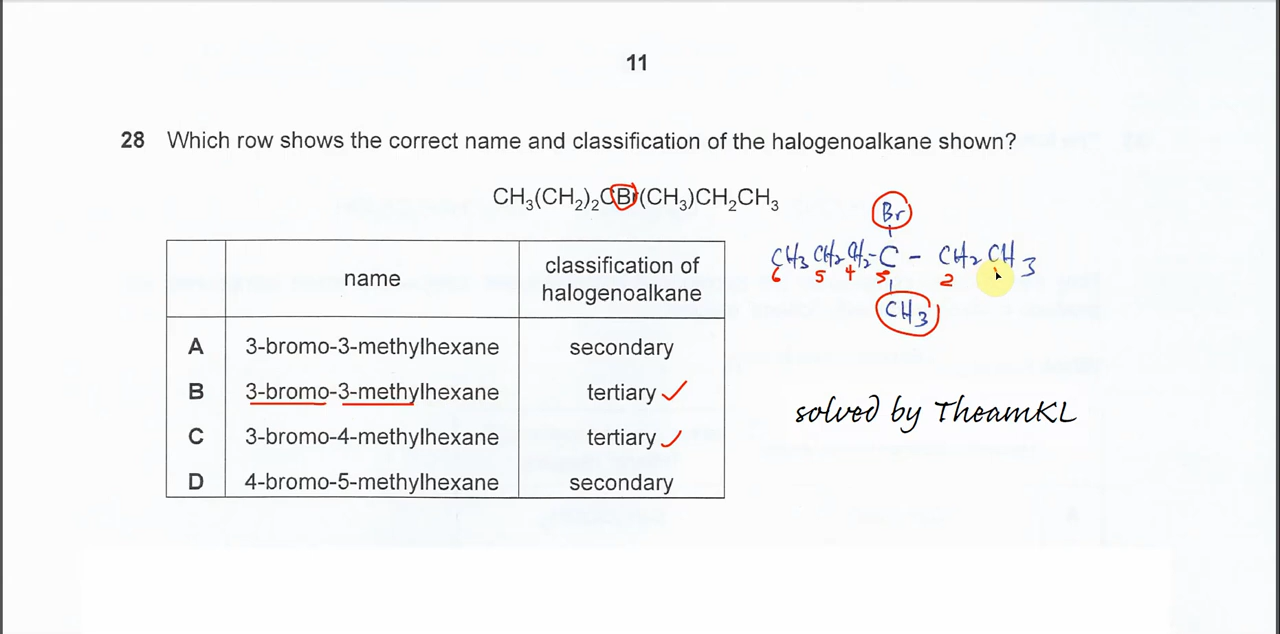 11
28 Which row shows the correct name and classification of the halogenoalkane shown?
CH3(CH2)2CBr(CH3)CH2CH3
name classification of halogenoalkane
A 3-bromo-3-methylhexane secondary
B 3-bromo-3-methylhexane tertiary ✓
C 3-bromo-4-methylhexane tertiary ✓
D 4-bromo-5-methylhexane secondary
Br
CH3 CH2 CH2-C - CH2 CH3
6 5 4 3 2 1
CH3
solved by TheamKL